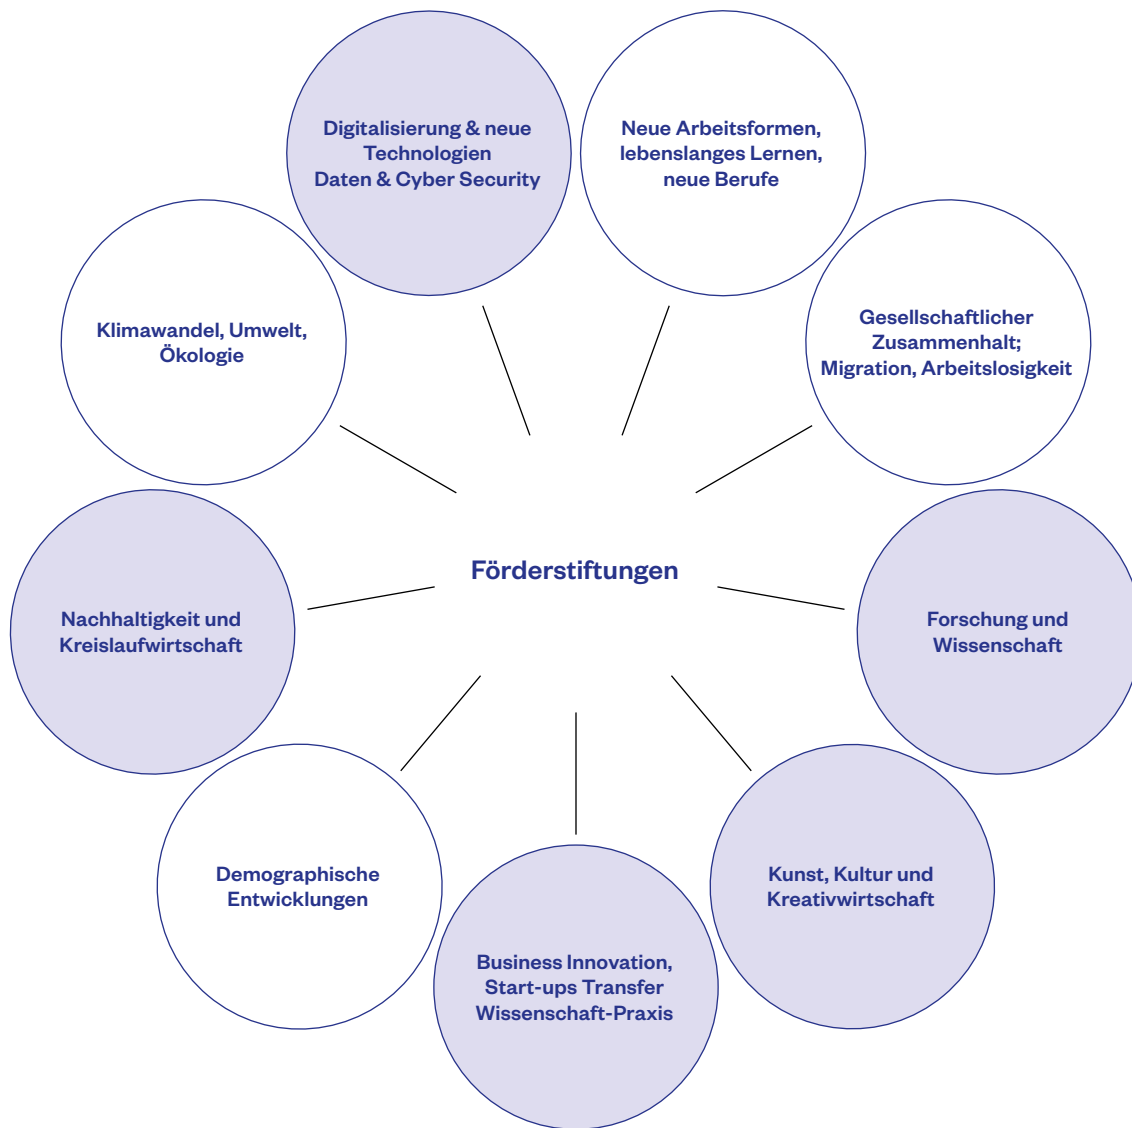 Digitalisierung & neue
Technologien
Daten & Cyber Security
Neue Arbeitsformen,
lebenslanges Lernen,
neue Berufe
Klimawandel, Umwelt,
Ökologie
Gesellschaftlicher
Zusammenhalt;
Migration, Arbeitslosigkeit
Förderstiftungen
Nachhaltigkeit und
Kreislaufwirtschaft
Forschung und
Wissenschaft
Demographische
Entwicklungen
Kunst, Kultur und
Kreativwirtschaft
Business Innovation,
Start-ups Transfer
Wissenschaft-Praxis